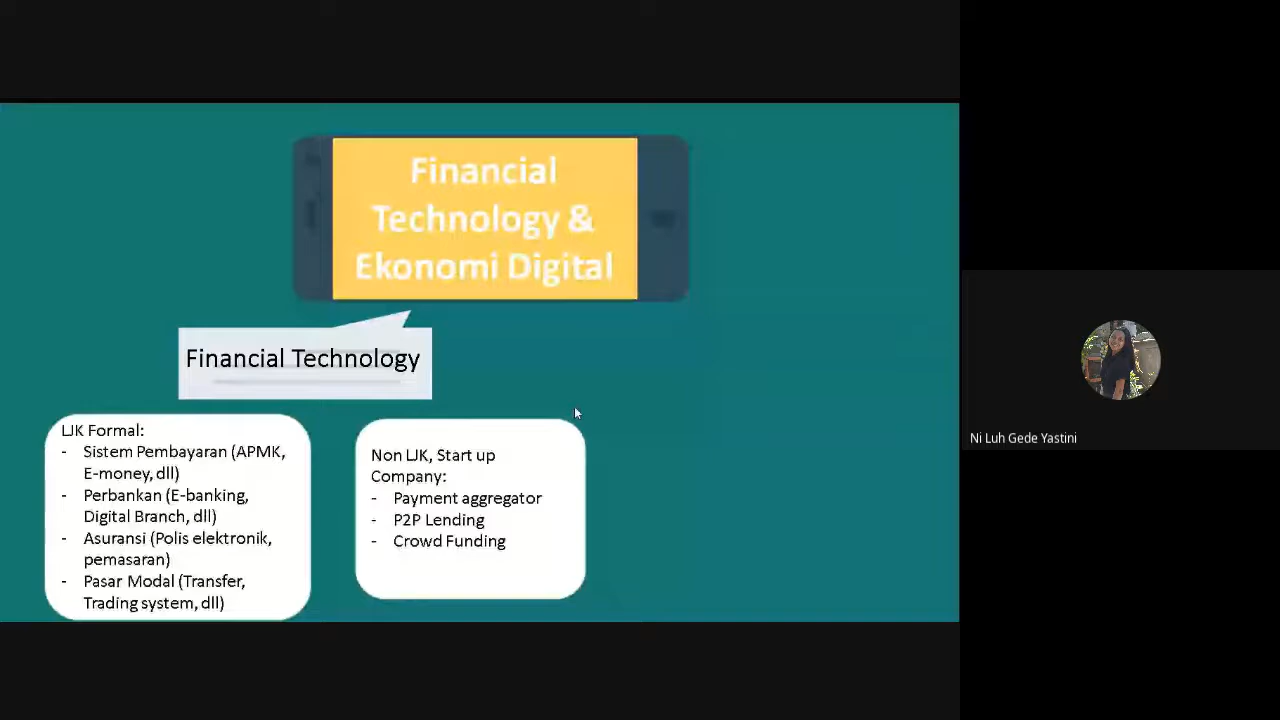 Financial
Technology &
Ekonomi Digital
Financial Technology
LJK Formal:
- Sistem Pembayaran (APMK,
E-money, dll)
- Perbankan (E-banking,
Digital Branch, dll)
- Asuransi (Polis elektronik,
pemasaran)
- Pasar Modal (Transfer,
Trading system, dll)
Non LJK, Start up
Company:
- Payment aggregator
- P2P Lending
- Crowd Funding
Ni Luh Gede Yastini